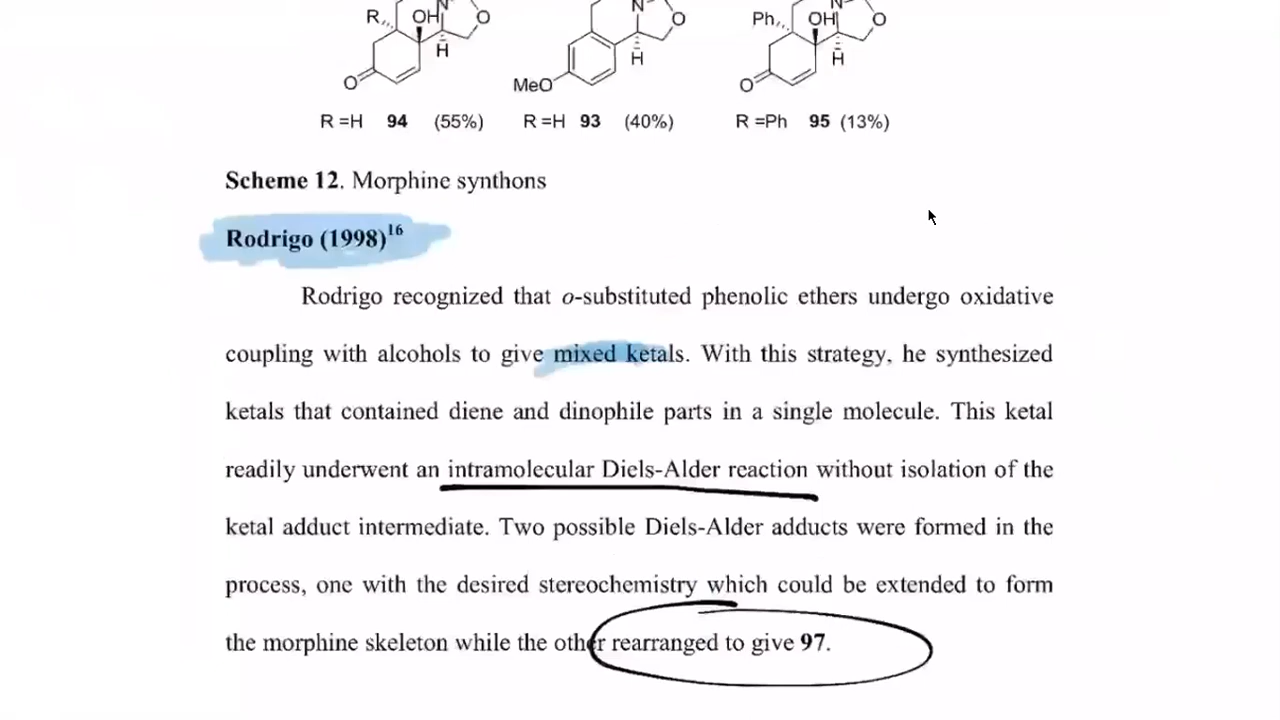 R,, OH N O H O
N O H MeO
Ph,, OH N O H O
R =H 94 (55%) R =H 93 (40%) R =Ph 95 (13%)
Scheme 12. Morphine synthons
Rodrigo (1998)16
Rodrigo recognized that o-substituted phenolic ethers undergo oxidative
coupling with alcohols to give mixed ketals. With this strategy, he synthesized
ketals that contained diene and dinophile parts in a single molecule. This ketal
readily underwent an intramolecular Diels-Alder reaction without isolation of the
ketal adduct intermediate. Two possible Diels-Alder adducts were formed in the
process, one with the desired stereochemistry which could be extended to form
the morphine skeleton while the other rearranged to give 97.